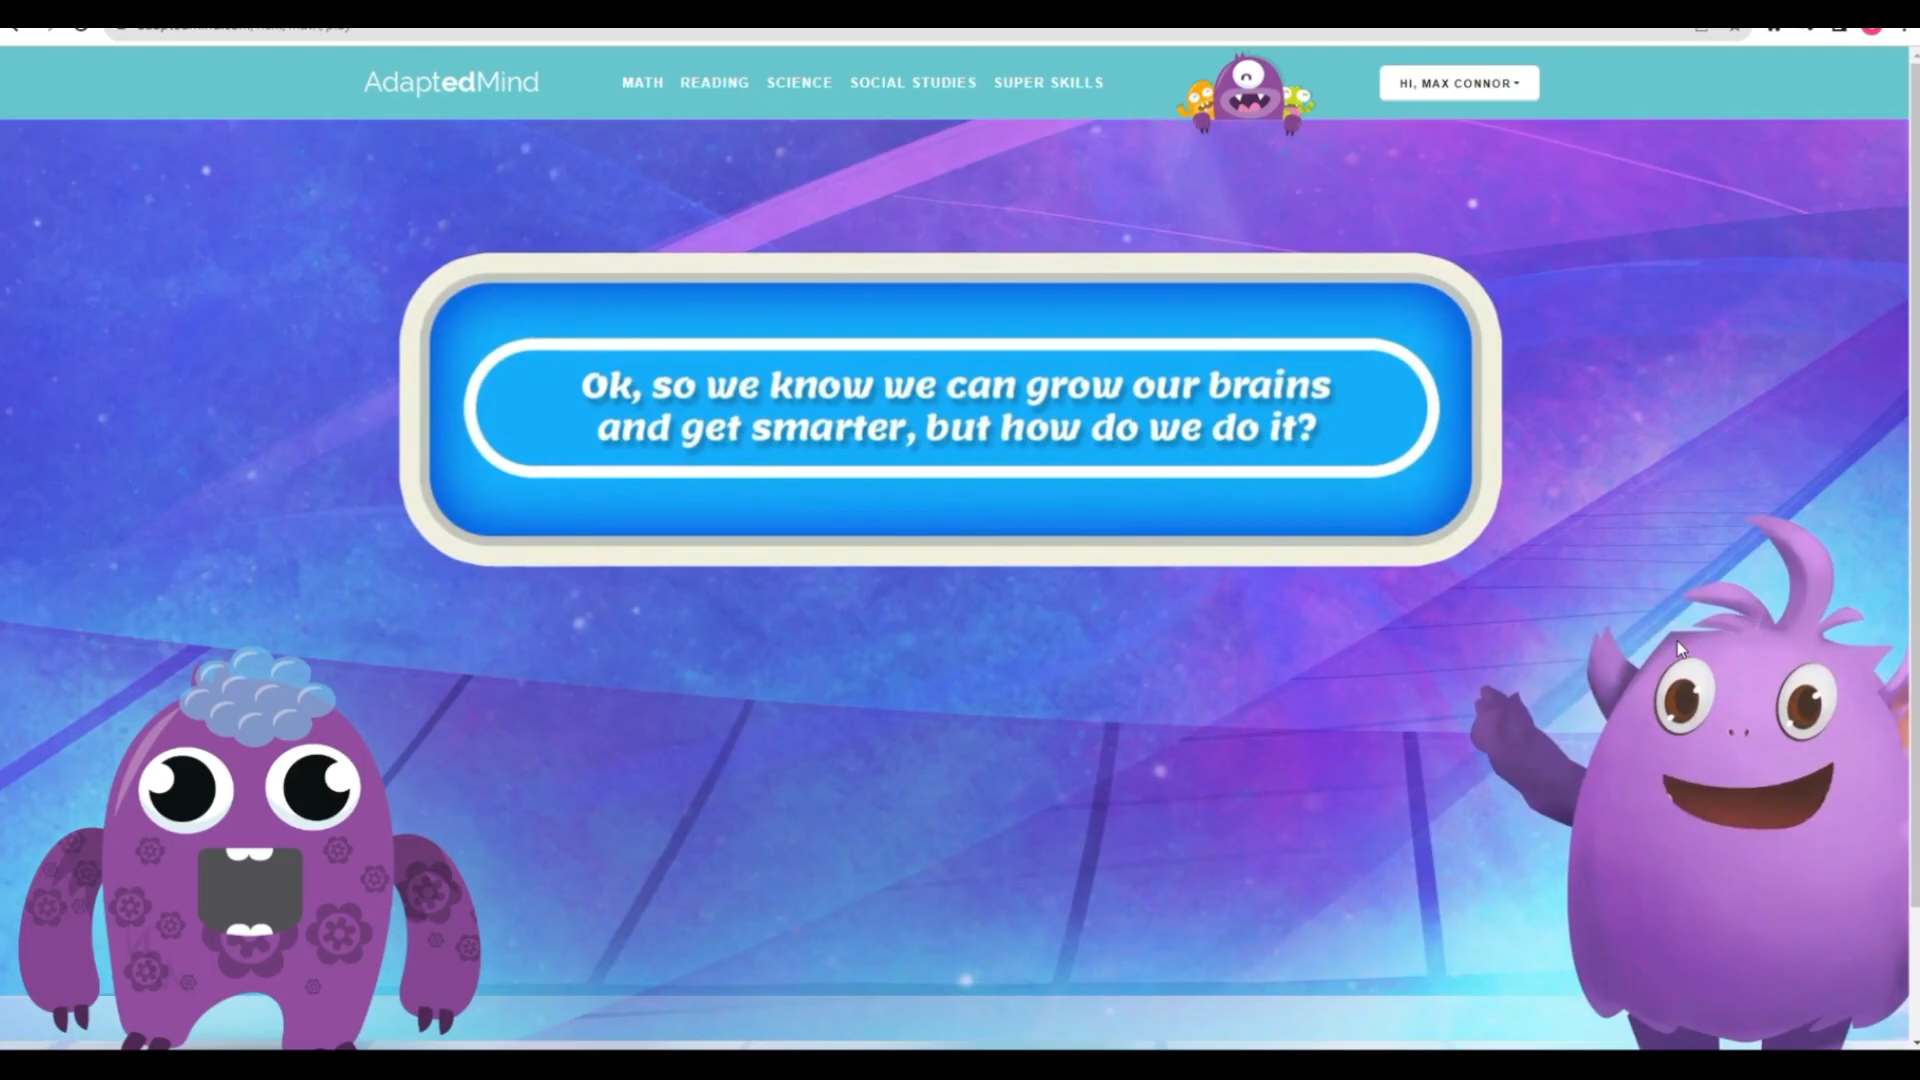 AdaptedMind
MATH READING SCIENCE SOCIAL STUDIES SUPER SKILLS
HI, MAX CONNOR
Ok, so we know we can grow our brains
and get smarter, but how do we do it?